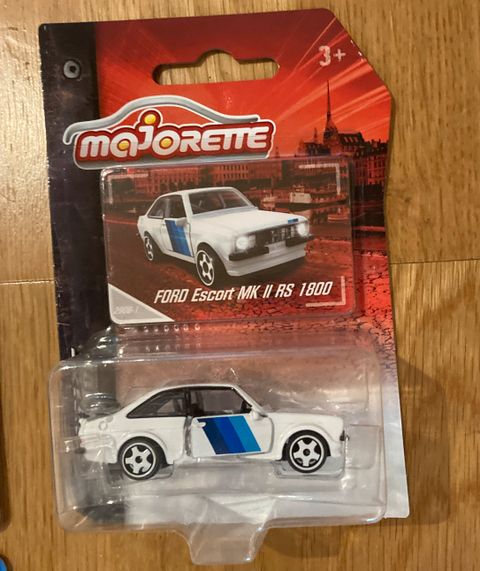 3+
MAJORETTE
FORD Escort MK II RS 1800